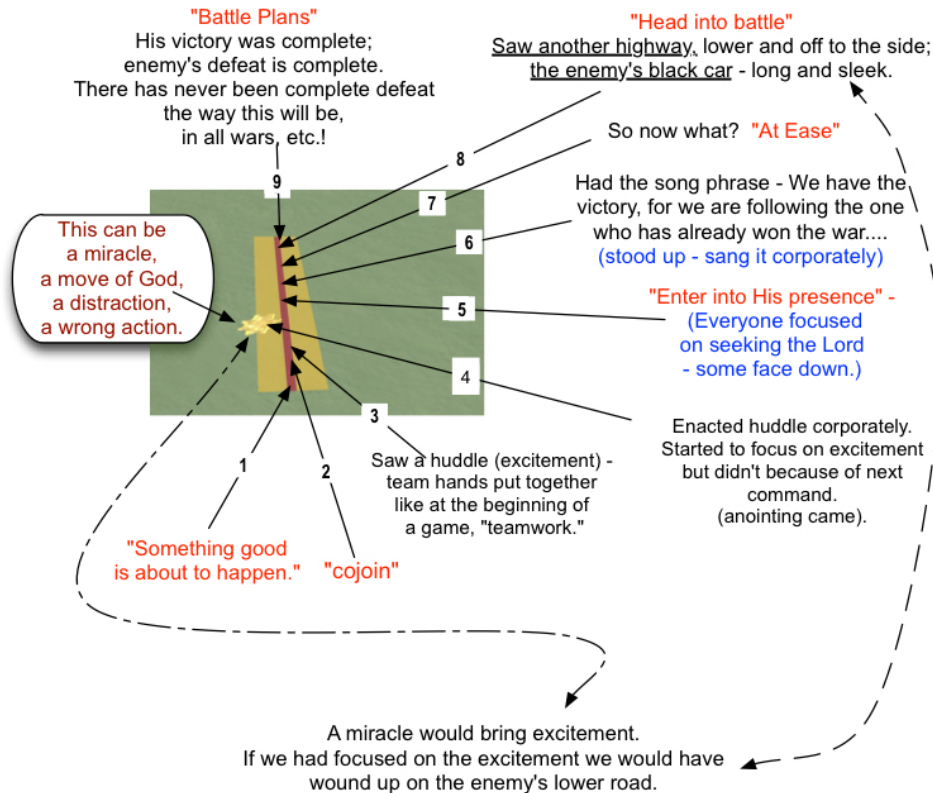 "Battle Plans"
His victory was complete;
enemy's defeat is complete.
There has never been complete defeat
the way this will be,
in all wars, etc.!
"Head into battle"
Saw another highway, lower and off to the side;
the enemy's black car - long and sleek.
So now what? "At Ease"
Had the song phrase - We have the
victory, for we are following the one
who has already won the war....
(stood up - sang it corporately)
"Enter into His presence" -
(Everyone focused
on seeking the Lord
- some face down.)
Enacted huddle corporately.
Started to focus on excitement
but didn't because of next
command.
(anointing came).
This can be
a miracle,
a move of God,
a distraction,
a wrong action.
9
8
7
6
5
4
3
2
1
Saw a huddle (excitement) -
team hands put together
like at the beginning of
a game, "teamwork."
"Something good
is about to happen."
"cojoin"
A miracle would bring excitement.
If we had focused on the excitement we would have
wound up on the enemy's lower road.